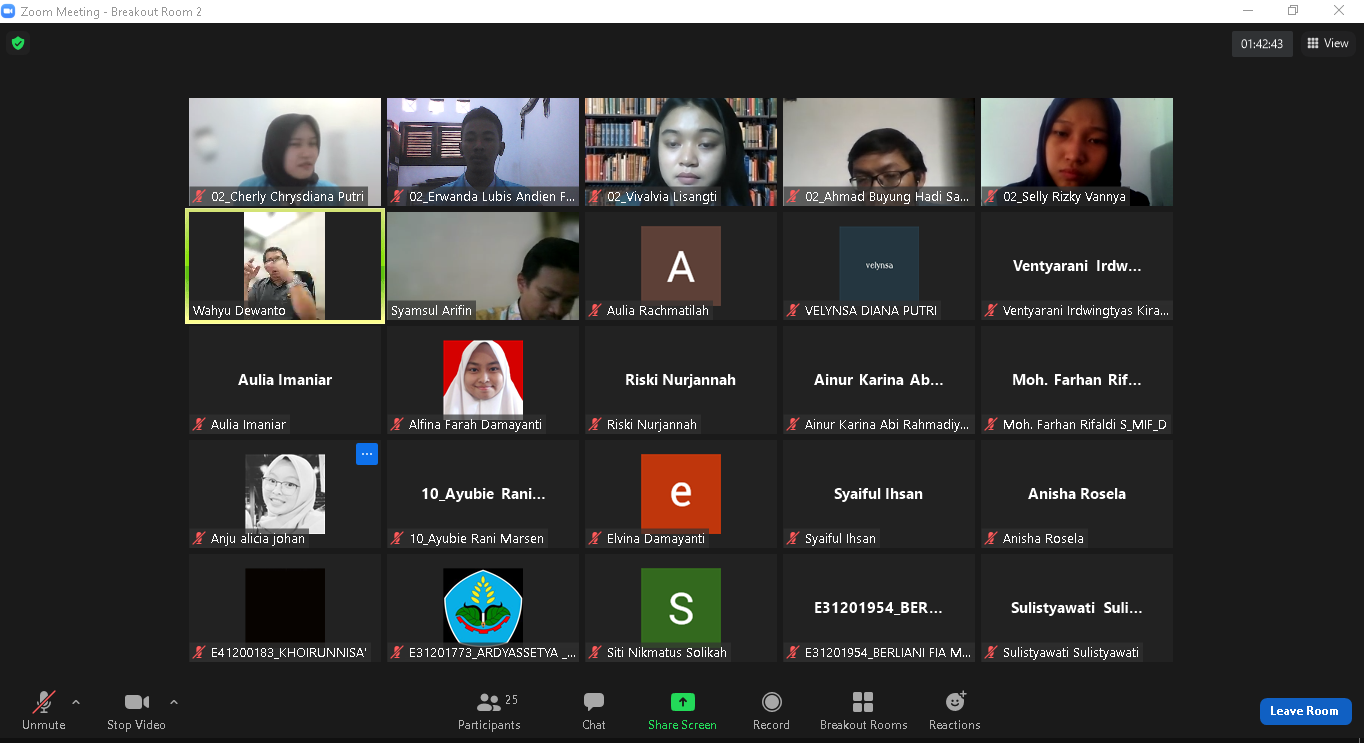 Zoom Meeting - Breakout Room 2
01:42:43
View
02_Cherly Chrysdiana Putri
02_Erwanda Lubis Andien F...
02_Vivalvia Lisangti
02_Ahmad Buyung Hadi Sa...
02_Selly Rizky Vannya
Wahyu Dewanto
Syamsul Arifin
A
Aulia Rachmatilah
velynsa
VELYNSA DIANA PUTRI
Ventyarani Irdw...
Ventyarani Irdwingtyas Kira...
Aulia Imaniar
Aulia Imaniar
Alfina Farah Damayanti
Riski Nurjannah
Riski Nurjannah
Ainur Karina Ab...
Ainur Karina Abi Rahmadiy...
Moh. Farhan Rif...
Moh. Farhan Rifaldi S_MIF_D
...
Anju alicia johan
10_Ayubie Rani...
10_Ayubie Rani Marsen
e
Elvina Damayanti
Syaiful Ihsan
Syaiful Ihsan
Anisha Rosela
Anisha Rosela
E41200183_KHOIRUNNISA'
E31201773_ARDYASSETYA _...
S
Siti Nikmatus Solikah
E31201954_BER...
E31201954_BERLIANI FIA M...
Sulistyawati Suli...
Sulistyawati Sulistyawati
Unmute
Stop Video
25
Participants
Chat
Share Screen
Record
Breakout Rooms
Reactions
Leave Room